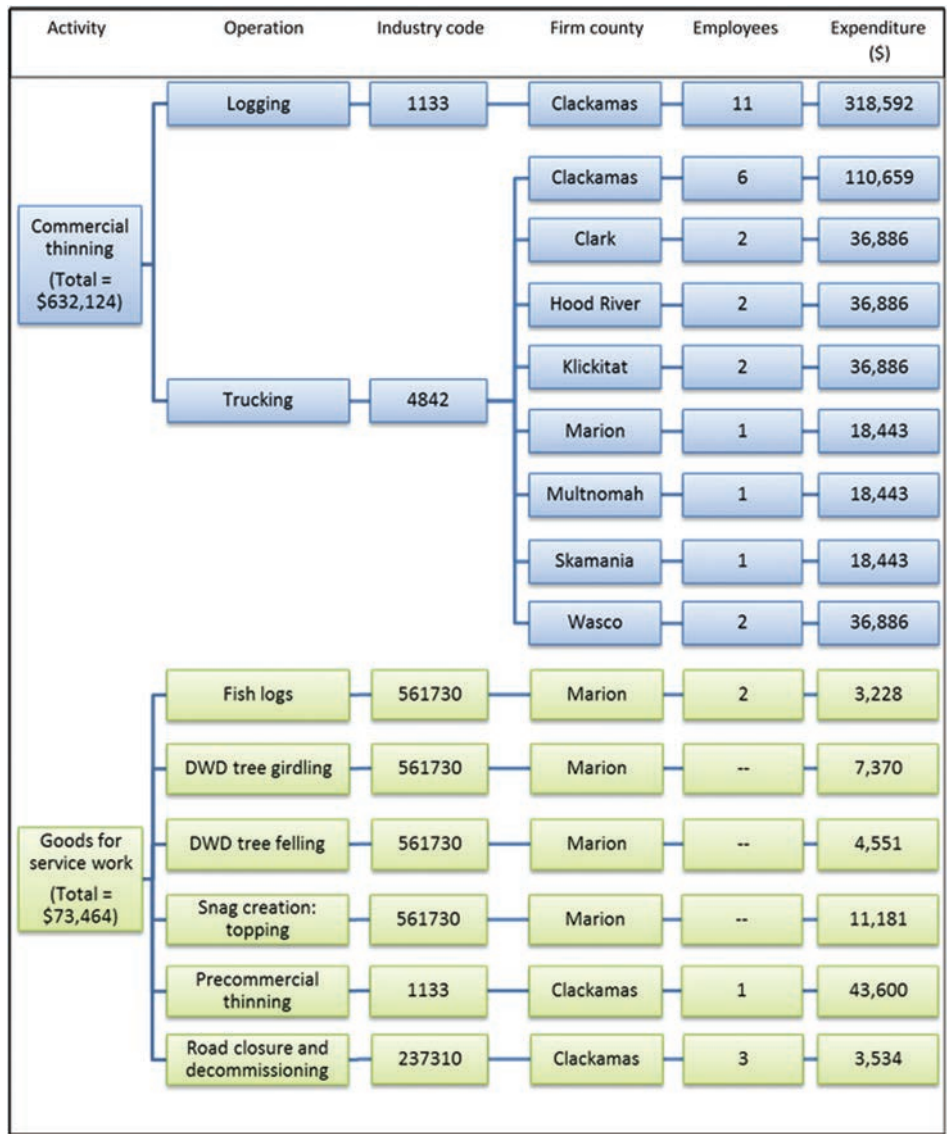 Activity Operation Industry code Firm county Employees Expenditure
($)
Logging 1133 Clackamas 11 318,592
Commercial
thinning
(Total =
$632,124)
Trucking 4842
Clackamas 6 110,659
Clark 2 36,886
Hood River 2 36,886
Klickitat 2 36,886
Marion 1 18,443
Multnomah 1 18,443
Skamania 1 18,443
Wasco 2 36,886
Goods for
service work
(Total =
$73,464)
Fish logs 561730 Marion 2 3,228
DWD tree girdling 561730 Marion -- 7,370
DWD tree felling 561730 Marion -- 4,551
Snag creation:
topping 561730 Marion -- 11,181
Precommercial
thinning 1133 Clackamas 1 43,600
Road closure and
decommissioning 237310 Clackamas 3 3,534